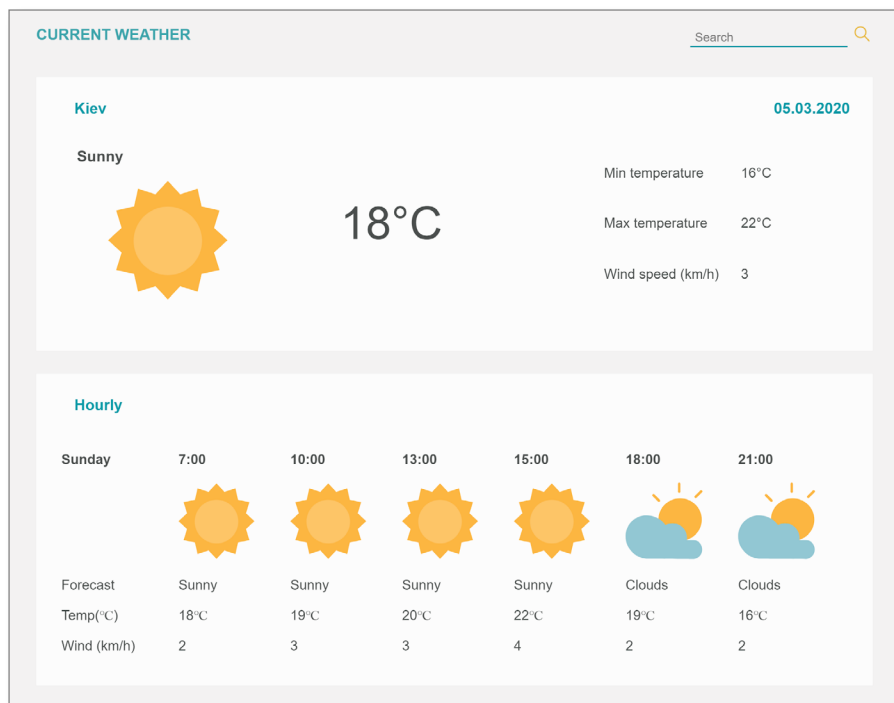 CURRENT WEATHER Search
Kiev 05.03.2020
Sunny
Min temperature 16°C
18°C
Max temperature 22°C
Wind speed (km/h) 3
Hourly
Sunday 7:00 10:00 13:00 15:00 18:00 21:00
Forecast Sunny Sunny Sunny Sunny Clouds Clouds
Temp(°C) 18°C 19°C 20°C 22°C 19°C 16°C
Wind (km/h) 2 3 3 4 2 2